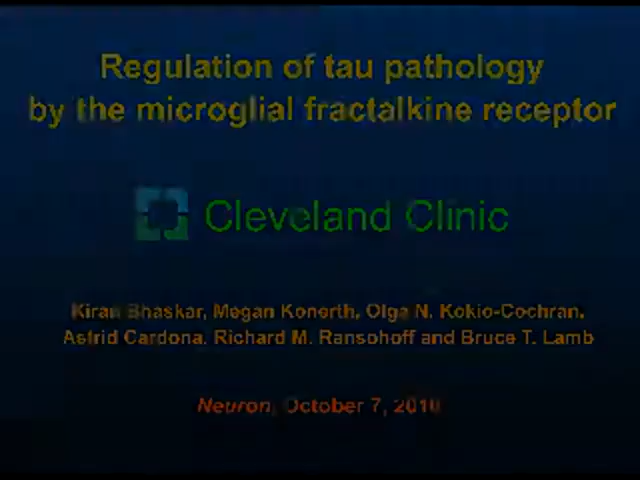 Regulation of tau pathology
by the microglial fractalkine receptor
Cleveland Clinic
Kiran Bhaskar, Megan Konerth, Olga N. Kokio-Cochran,
Astrid Cardona, Richard M. Ransohoff and Bruce T. Lamb
Neuron, October 7, 2010